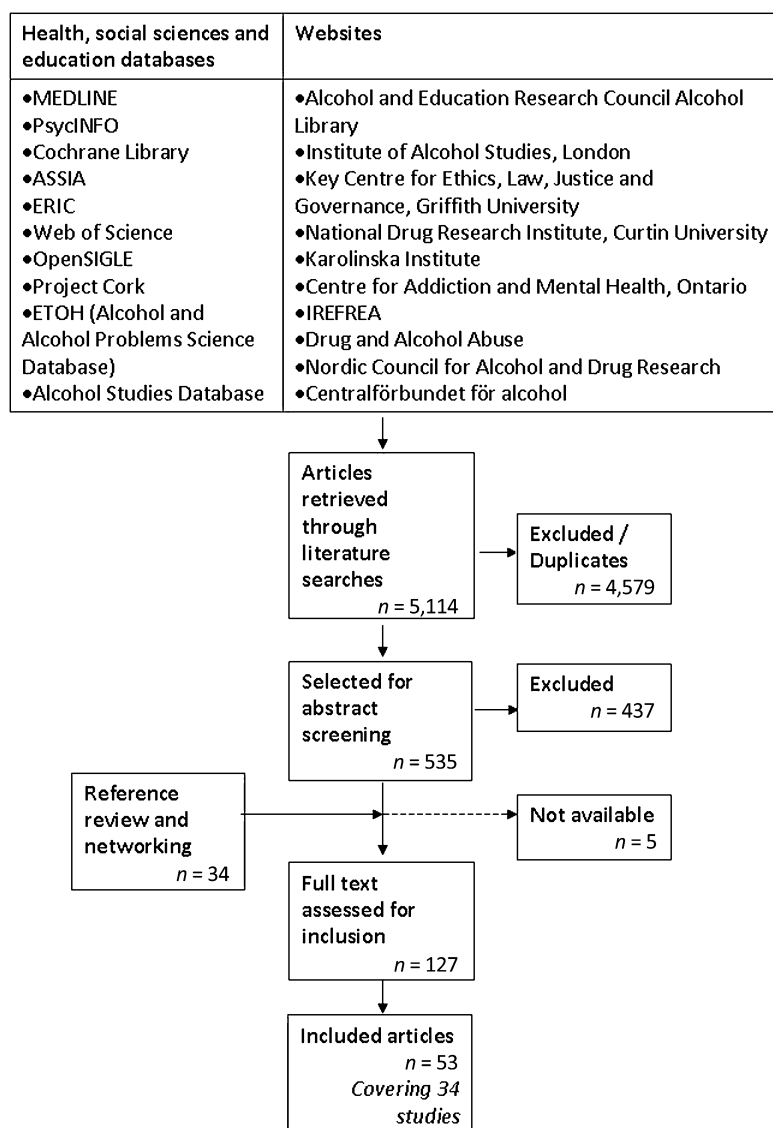 Health, social sciences and
education databases
●MEDLINE
●PsycINFO
●Cochrane Library
●ASSIA
●ERIC
●Web of Science
●OpenSIGLE
●Project Cork
●ETOH (Alcohol and
Alcohol Problems Science
Database)
●Alcohol Studies Database
Websites
●Alcohol and Education Research Council Alcohol
Library
●Institute of Alcohol Studies, London
●Key Centre for Ethics, Law, Justice and
Governance, Griffith University
●National Drug Research Institute, Curtin University
●Karolinska Institute
●Centre for Addiction and Mental Health, Ontario
●IREFREA
●Drug and Alcohol Abuse
●Nordic Council for Alcohol and Drug Research
●Centralförbundet för alcohol
Articles
retrieved
through
literature
searches
n = 5,114
Excluded /
Duplicates
n = 4,579
Selected for
abstract
screening
n = 535
Excluded
n = 437
Reference
review and
networking
n = 34
Not available
n = 5
Full text
assessed for
inclusion
n = 127
Included articles
n = 53
Covering 34
studies